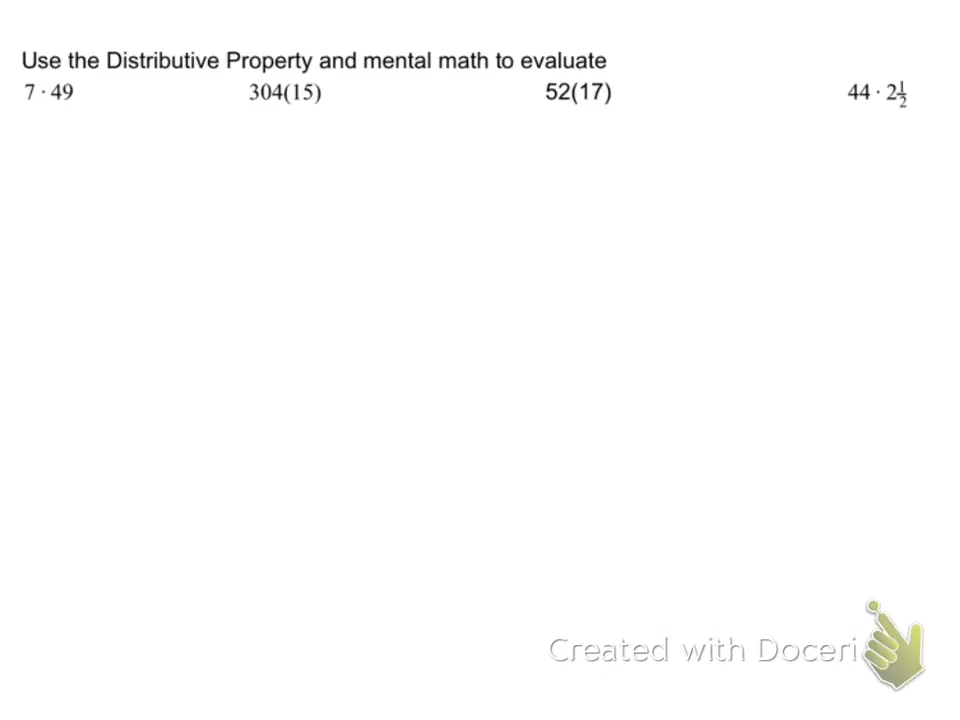 Use the Distributive Property and mental math to evaluate
7 · 49 304(15) 52(17) 44 · 2½
Created with Doceri